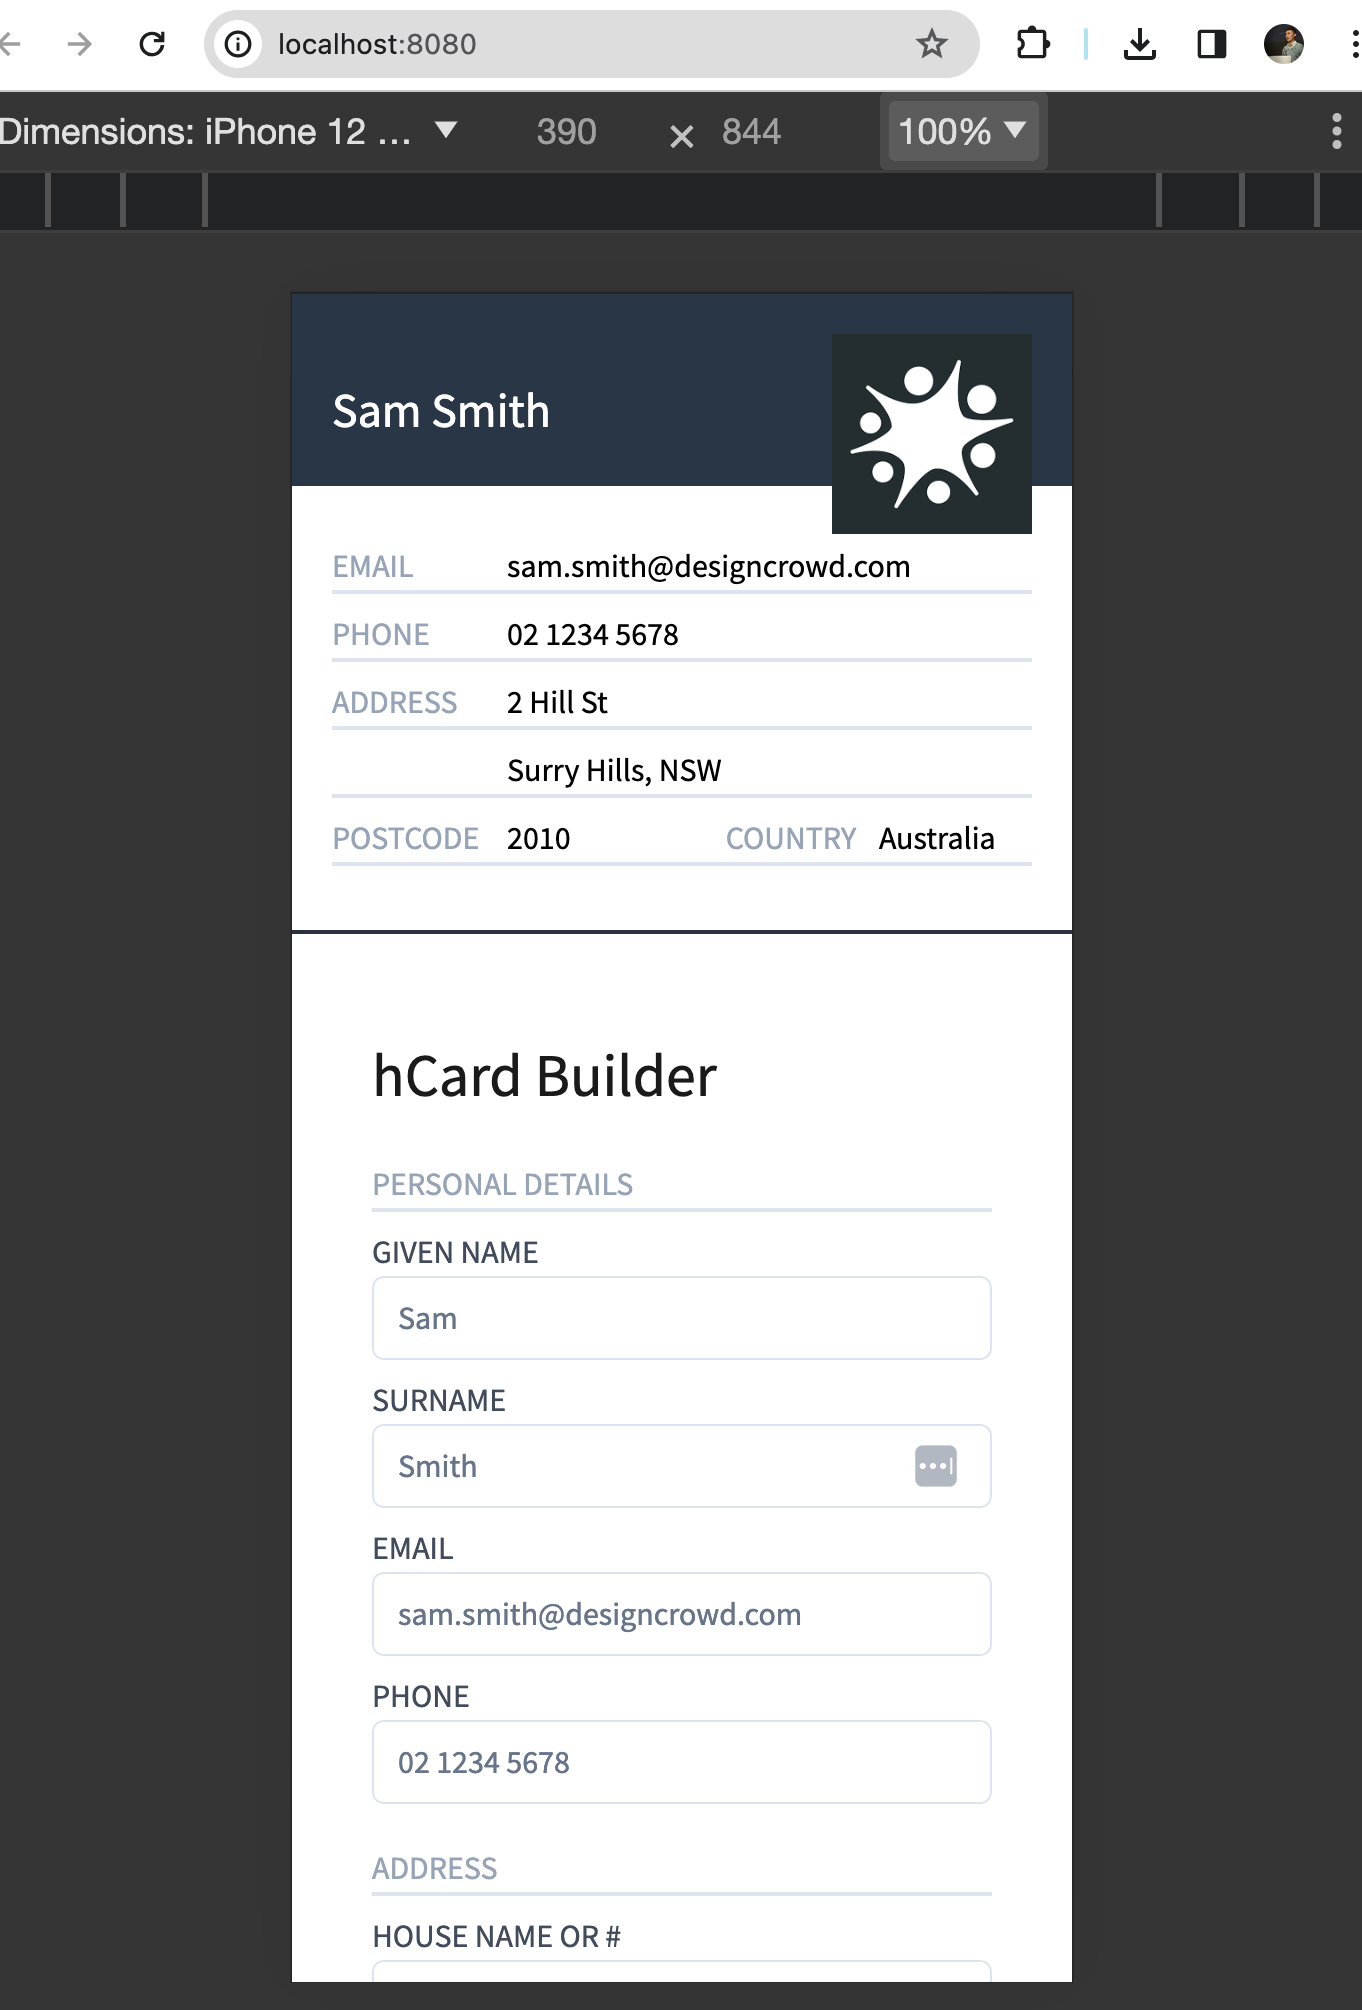 localhost:8080
Dimensions: iPhone 12 ... 390 × 844 100%
Sam Smith
EMAIL sam.smith@designcrowd.com
PHONE 02 1234 5678
ADDRESS 2 Hill St
Surry Hills, NSW
POSTCODE 2010 COUNTRY Australia
hCard Builder
PERSONAL DETAILS
GIVEN NAME
Sam
SURNAME
Smith
EMAIL
sam.smith@designcrowd.com
PHONE
02 1234 5678
ADDRESS
HOUSE NAME OR #